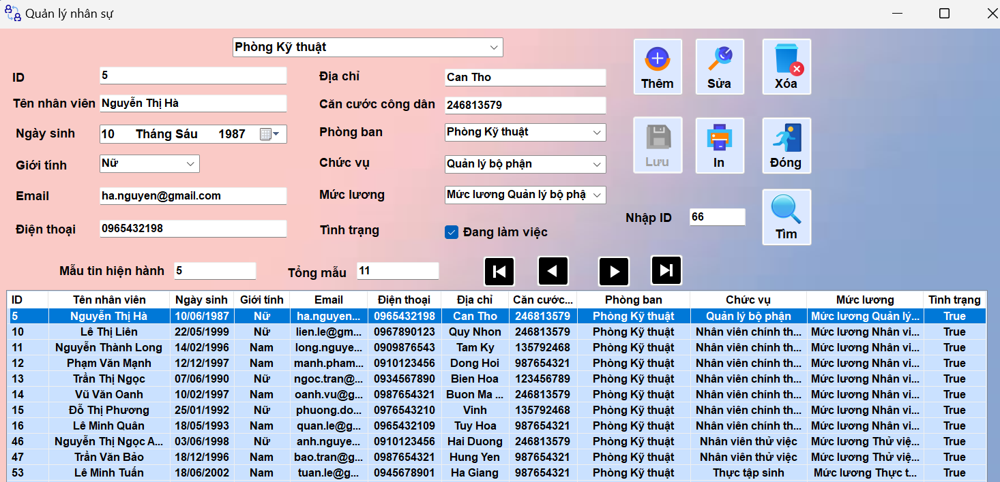 Quản lý nhân sự
Phòng Kỹ thuật
ID 5 Địa chỉ Can Tho
Tên nhân viên Nguyễn Thị Hà Căn cước công dân 246813579
Ngày sinh 10 Tháng Sáu 1987 Phòng ban Phòng Kỹ thuật
Giới tính Nữ Chức vụ Quản lý bộ phận
Email ha.nguyen@gmail.com Mức lương Mức lương Quản lý bộ phậ
Điện thoại 0965432198 Tình trạng Đang làm việc
Thêm Sửa Xóa
Lưu In Đóng
Nhập ID 66 Tìm
Mẫu tin hiện hành 5 Tổng mẫu 11
ID Tên nhân viên Ngày sinh Giới tính Email Điện thoại Địa chỉ Căn cước... Phòng ban Chức vụ Mức lương Tình trạng
5 Nguyễn Thị Hà 10/06/1987 Nữ ha.nguyen... 0965432198 Can Tho 246813579 Phòng Kỹ thuật Quản lý bộ phận Mức lương Quản lý... True
10 Lê Thị Liên 22/05/1999 Nữ lien.le@gm... 0967890123 Quy Nhon 246813579 Phòng Kỹ thuật Nhân viên chính th... Mức lương Nhân vi... True
11 Nguyễn Thành Long 14/02/1996 Nam long.nguye... 0909876543 Tam Ky 135792468 Phòng Kỹ thuật Nhân viên chính th... Mức lương Nhân vi... True
12 Phạm Văn Mạnh 12/12/1997 Nam manh.pham... 0910123456 Dong Hoi 987654321 Phòng Kỹ thuật Nhân viên chính th... Mức lương Nhân vi... True
13 Trần Thị Ngọc 07/06/1990 Nữ ngoc.tran@... 0934567890 Bien Hoa 123456789 Phòng Kỹ thuật Nhân viên chính th... Mức lương Nhân vi... True
14 Vũ Văn Oanh 10/02/1997 Nam oanh.vu@g... 0987654321 Buon Ma ... 246813579 Phòng Kỹ thuật Nhân viên chính th... Mức lương Nhân vi... True
15 Đỗ Thị Phương 25/01/1992 Nữ phuong.do... 0976543210 Vinh 135792468 Phòng Kỹ thuật Nhân viên chính th... Mức lương Nhân vi... True
16 Lê Minh Quân 18/05/1993 Nam quan.le@g... 0965432109 Tuy Hoa 987654321 Phòng Kỹ thuật Nhân viên chính th... Mức lương Nhân vi... True
46 Nguyễn Thị Ngọc A... 03/06/1998 Nữ anh.nguye... 0910123456 Hai Duong 246813579 Phòng Kỹ thuật Nhân viên thử việc Mức lương Thử việ... True
47 Trần Văn Bảo 18/12/1996 Nam bao.tran@g... 0987654321 Hung Yen 987654321 Phòng Kỹ thuật Nhân viên thử việc Mức lương Thử việ... True
53 Lê Minh Tuấn 18/06/2002 Nam tuan.le@g... 0945678901 Ha Giang 987654321 Phòng Kỹ thuật Thực tập sinh Mức lương Thực t... True